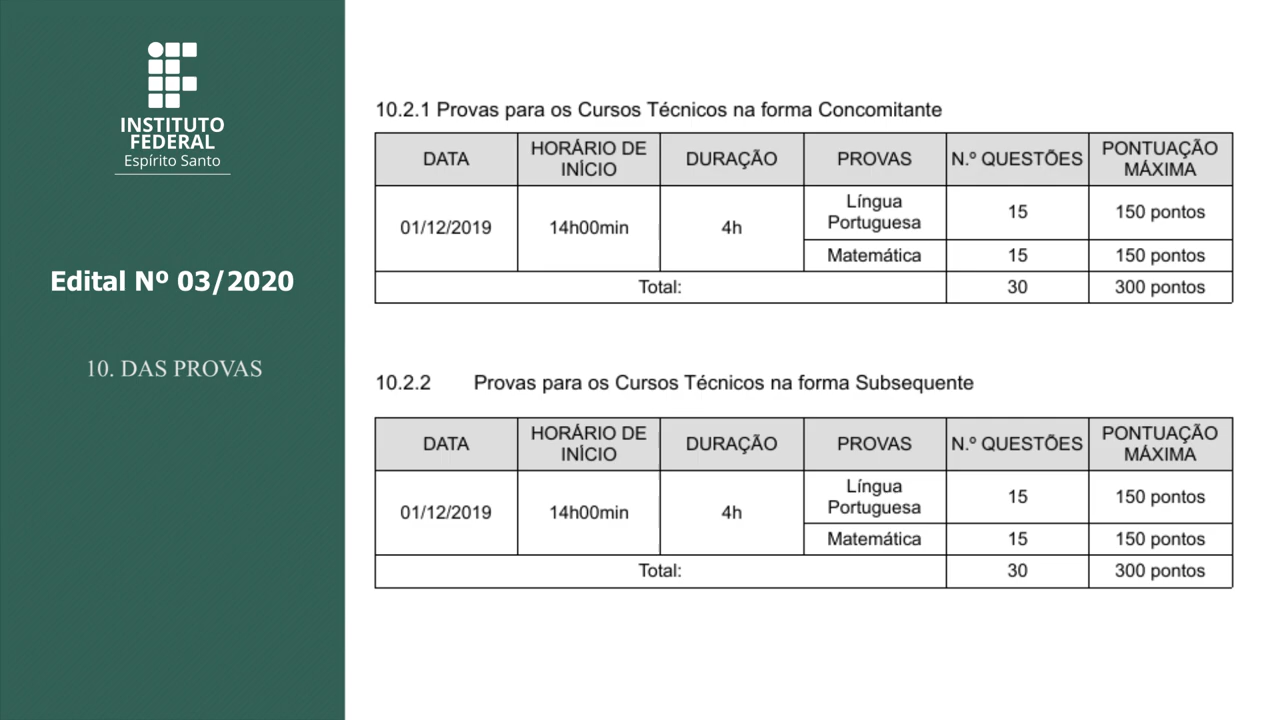 INSTITUTO
FEDERAL
Espírito Santo
Edital Nº 03/2020
10. DAS PROVAS
10.2.1 Provas para os Cursos Técnicos na forma Concomitante
DATA
HORÁRIO DE
INÍCIO
DURAÇÃO
PROVAS
N.º QUESTÕES
PONTUAÇÃO
MÁXIMA
01/12/2019
14h00min
4h
Língua
Portuguesa
15
150 pontos
Matemática
15
150 pontos
Total:
30
300 pontos
10.2.2 Provas para os Cursos Técnicos na forma Subsequente
DATA
HORÁRIO DE
INÍCIO
DURAÇÃO
PROVAS
N.º QUESTÕES
PONTUAÇÃO
MÁXIMA
01/12/2019
14h00min
4h
Língua
Portuguesa
15
150 pontos
Matemática
15
150 pontos
Total:
30
300 pontos